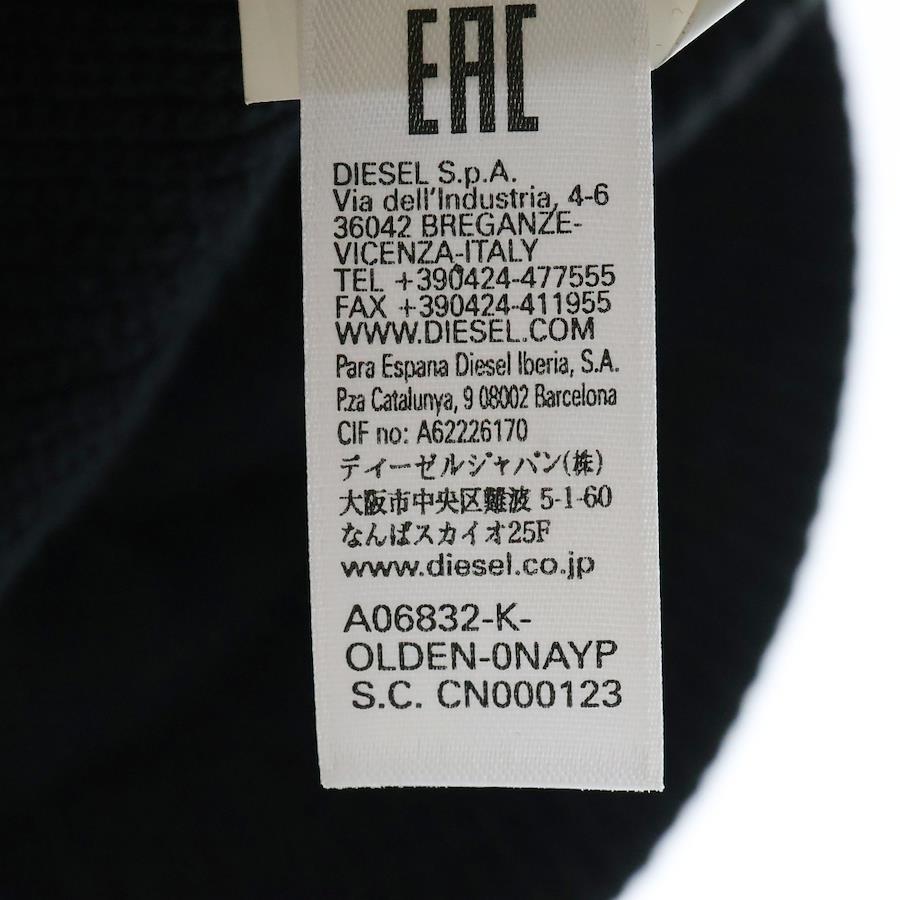 EAC
DIESEL S.p.A.
Via dell'Industria, 4-6
36042 BREGANZE-
VICENZA-ITALY
TEL +390424-477555
FAX +390424-411955
WWW.DIESEL.COM
Para Espana Diesel Iberia, S.A.
P.za Catalunya, 9 08002 Barcelona
CIF no: A62226170
ディーゼルジャパン(株)
大阪市中央区難波 5-1-60
なんばスカイオ25F
www.diesel.co.jp
A06832-K-
OLDEN-0NAYP
S.C. CN000123